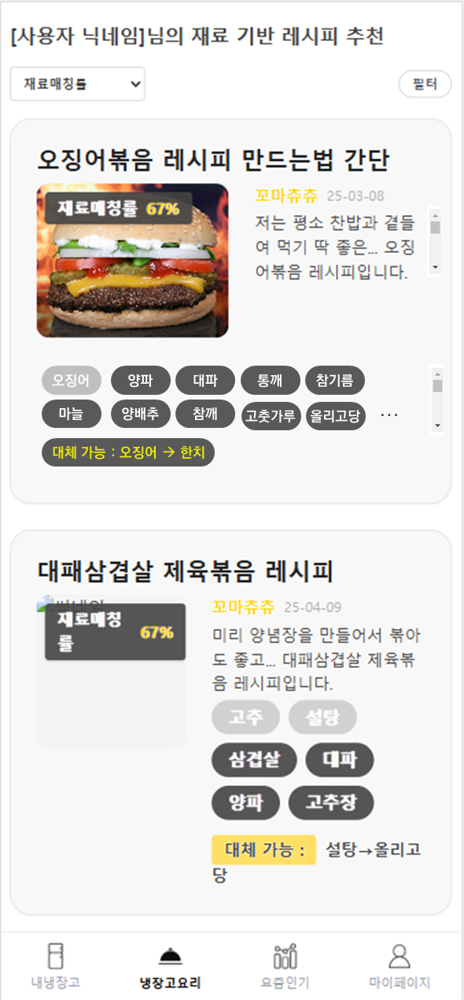 [사용자 닉네임]님의 재료 기반 레시피 추천
재료매칭률 필터
오징어볶음 레시피 만드는법 간단
재료매칭률 67%
꼬마츄츄 25-03-08
저는 평소 찬밥과 곁들
여 먹기 딱 좋은... 오징
어볶음 레시피입니다.
오징어 양파 대파 통깨 참기름
마늘 양배추 참깨 고춧가루 올리고당 ...
대체 가능 : 오징어 → 한치
대패삼겹살 제육볶음 레시피
썸네일
재료매칭
률 67%
꼬마츄츄 25-04-09
미리 양념장을 만들어서 볶아
도 좋고... 대패삼겹살 제육볶
음 레시피입니다.
고추 설탕
삼겹살 대파
양파 고추장
대체 가능 : 설탕→올리고
당
내냉장고 냉장고요리 요즘인기 마이페이지